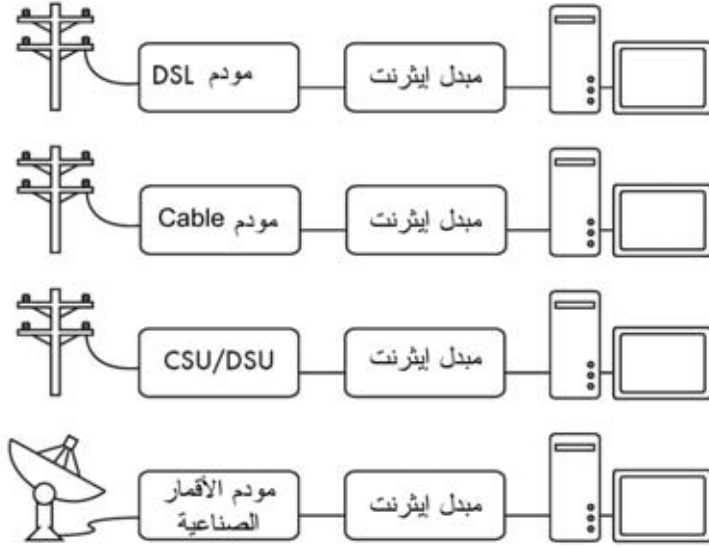 مودم DSL
مبدل إيثرنت
مودم Cable
مبدل إيثرنت
CSU/DSU
مبدل إيثرنت
مودم الأقمار
الصناعية
مبدل إيثرنت